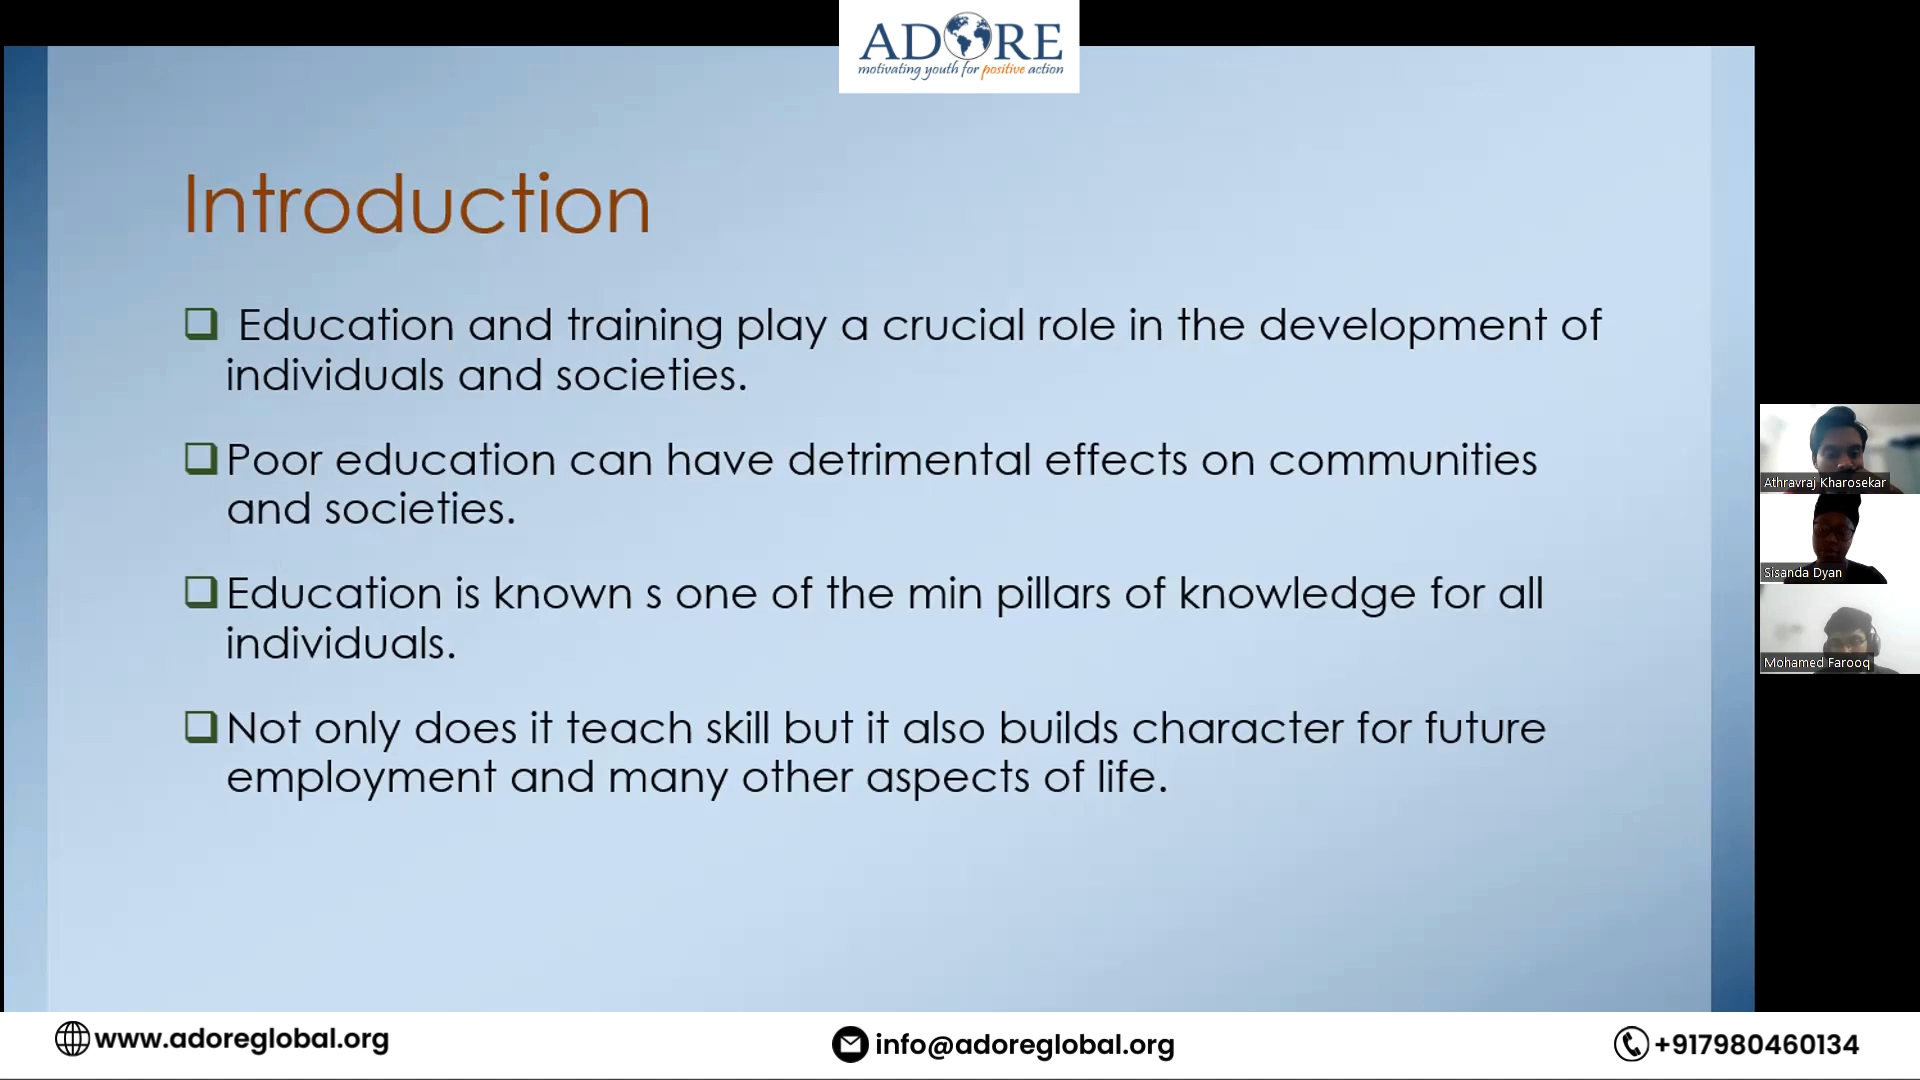 ADORE
motivating youth for positive action
Introduction
Education and training play a crucial role in the development of
individuals and societies.
Poor education can have detrimental effects on communities
and societies.
Education is known s one of the min pillars of knowledge for all
individuals.
Not only does it teach skill but it also builds character for future
employment and many other aspects of life.
Athravraj Kharosekar
Sisanda Dyan
Mohamed Farooq
www.adoreglobal.org
info@adoreglobal.org
+917980460134